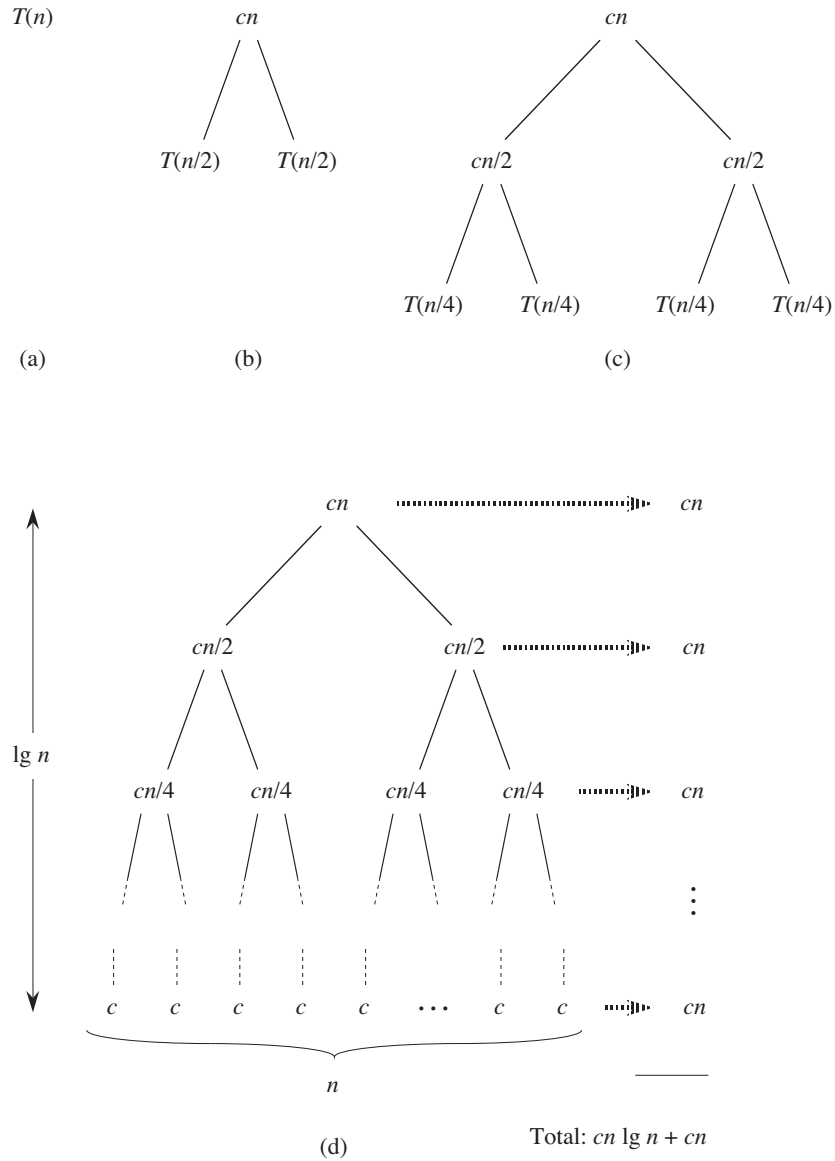 T(n) cn cn
T(n/2) T(n/2) cn/2 cn/2
T(n/4) T(n/4) T(n/4) T(n/4)
(a) (b) (c)
cn cn
cn/2 cn/2 cn
lg n
cn/4 cn/4 cn/4 cn/4 cn
c c c c c … c c cn
n
Total: cn lg n + cn
(d)